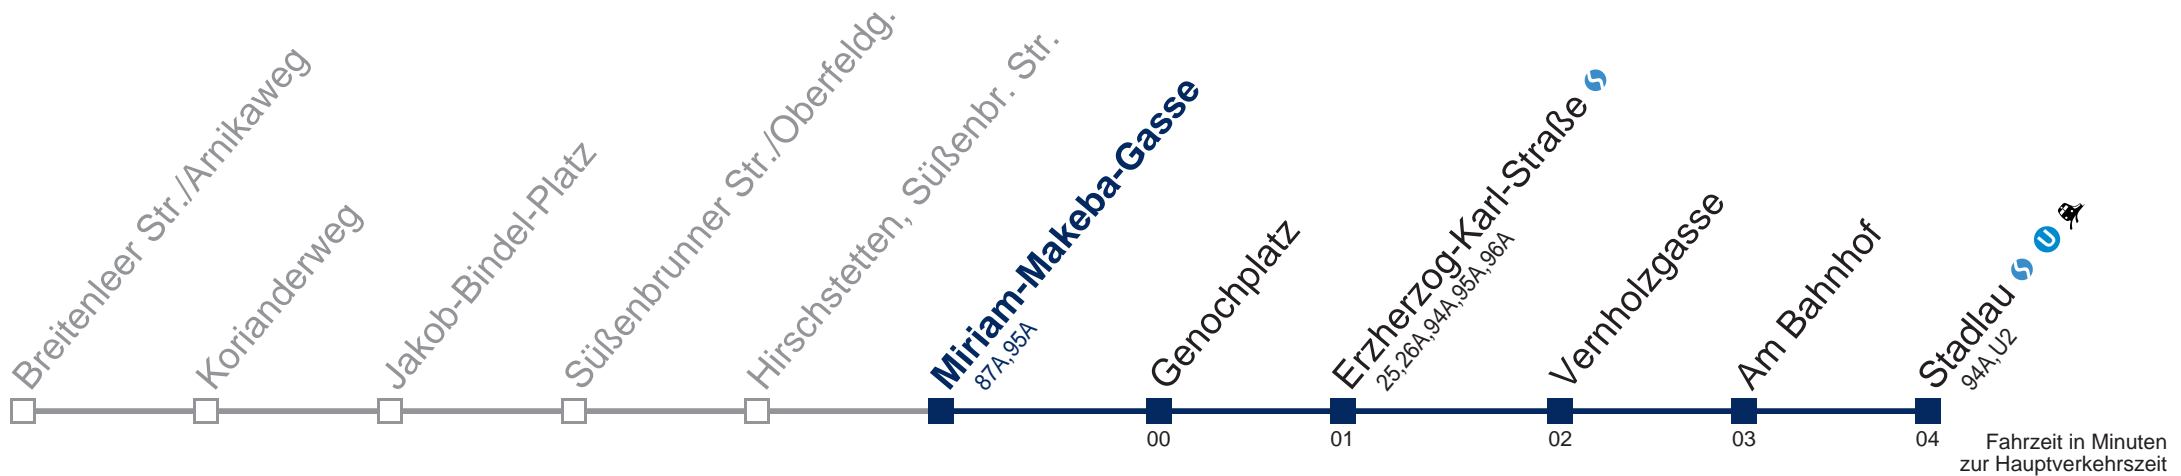 Breitenleer Str./Arnikaweg
Korianderweg
Jakob-Bindel-Platz
Süßenbrunner Str./Oberfeldg.
Hirschstetten, Süßenbr. Str.
Miriam-Makeba-Gasse
87A,95A
Genochplatz
Erzherzog-Karl-Straße S
25,26A,94A,95A,96A
Vernholzgasse
Am Bahnhof
Stadlau S U
94A,U2
00
01
02
03
04
Fahrzeit in Minuten
zur Hauptverkehrszeit